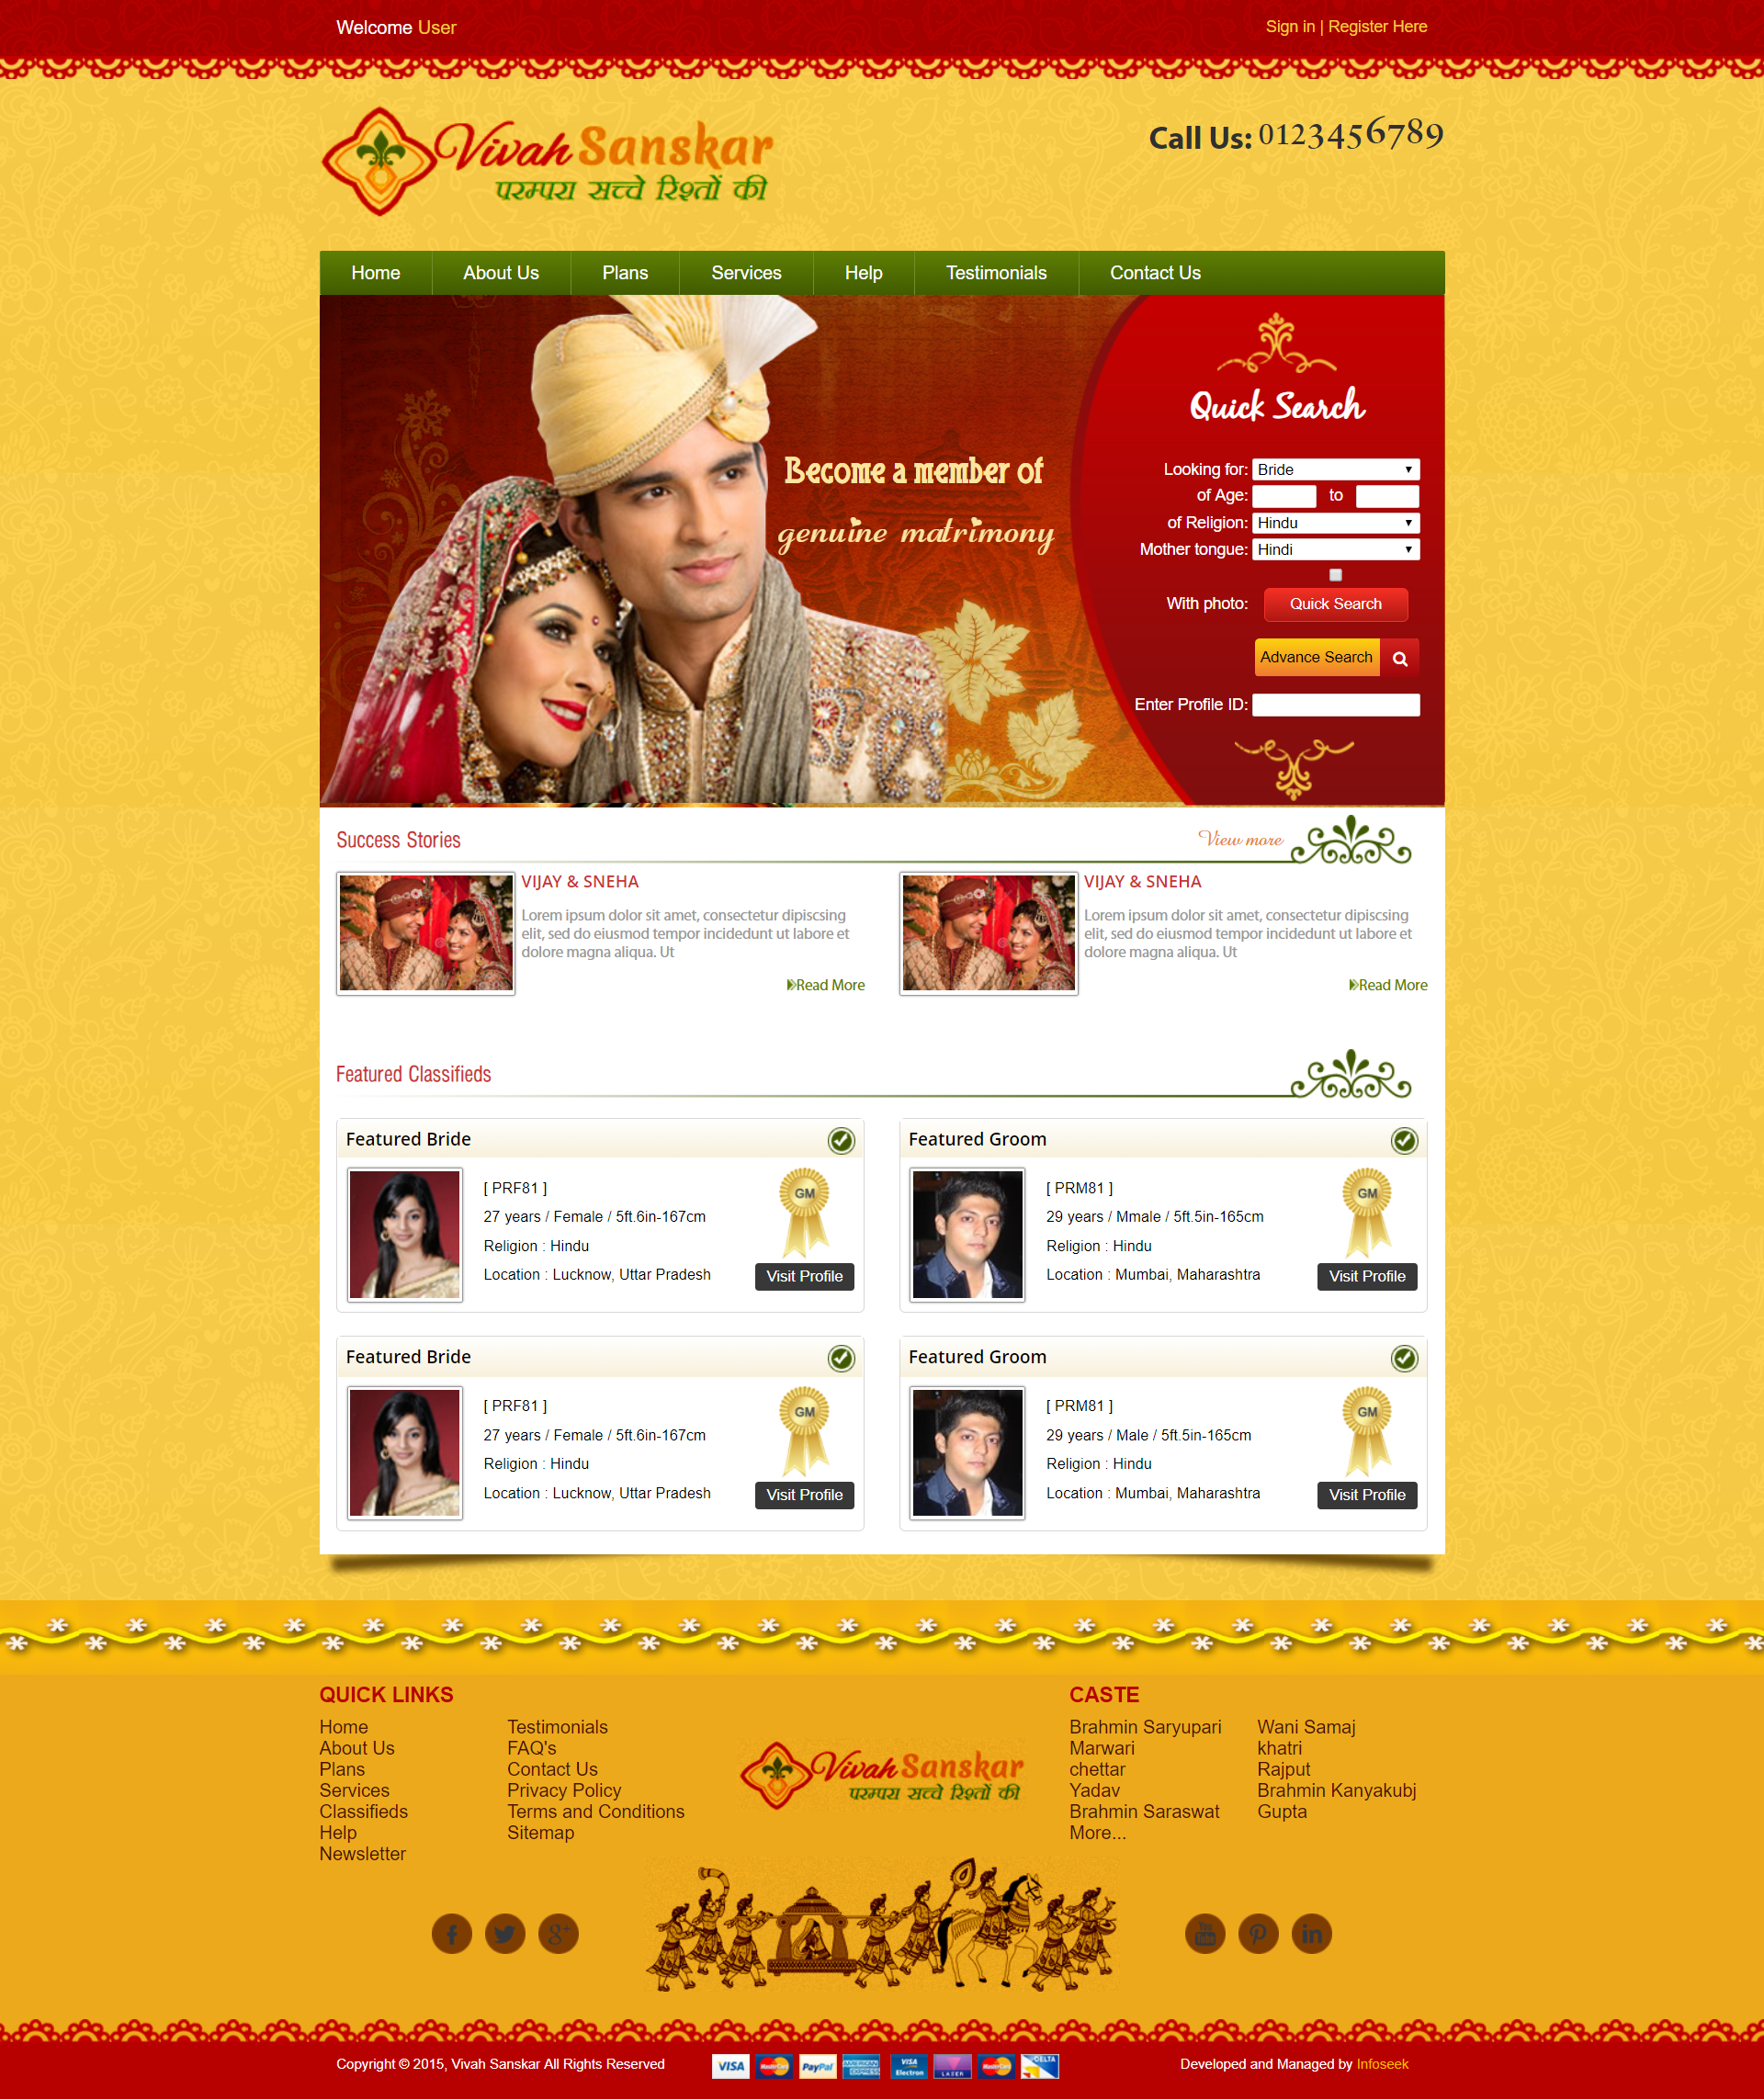 Welcome User
Sign in | Register Here
Vivah Sanskar
परम्परा सच्चे रिश्तों की
Call Us: 0123456789
Home
About Us
Plans
Services
Help
Testimonials
Contact Us
Become a member of
genuine matrimony
Quick Search
Looking for: Bride
of Age: to
of Religion: Hindu
Mother tongue: Hindi
With photo: Quick Search
Advance Search
Enter Profile ID:
Success Stories
View more
VIJAY & SNEHA
Lorem ipsum dolor sit amet, consectetur dipiscsing
elit, sed do eiusmod tempor incidedunt ut labore et
dolore magna aliqua. Ut
Read More
VIJAY & SNEHA
Lorem ipsum dolor sit amet, consectetur dipiscsing
elit, sed do eiusmod tempor incidedunt ut labore et
dolore magna aliqua. Ut
Read More
Featured Classifieds
Featured Bride
[ PRF81 ]
27 years / Female / 5ft.6in-167cm
Religion : Hindu
Location : Lucknow, Uttar Pradesh
GM
Visit Profile
Featured Groom
[ PRM81 ]
29 years / Mmale / 5ft.5in-165cm
Religion : Hindu
Location : Mumbai, Maharashtra
GM
Visit Profile
Featured Bride
[ PRF81 ]
27 years / Female / 5ft.6in-167cm
Religion : Hindu
Location : Lucknow, Uttar Pradesh
GM
Visit Profile
Featured Groom
[ PRM81 ]
29 years / Male / 5ft.5in-165cm
Religion : Hindu
Location : Mumbai, Maharashtra
GM
Visit Profile
QUICK LINKS
Home
About Us
Plans
Services
Classifieds
Help
Newsletter
Testimonials
FAQ's
Contact Us
Privacy Policy
Terms and Conditions
Sitemap
Vivah Sanskar
परम्परा सच्चे रिश्तों की
CASTE
Brahmin Saryupari
Marwari
chettar
Yadav
Brahmin Saraswat
More...
Wani Samaj
khatri
Rajput
Brahmin Kanyakubj
Gupta
f
g+
You Tube
in
Copyright © 2015, Vivah Sanskar All Rights Reserved
VISA
MasterCard
PayPal
AMERICAN EXPRESS
VISA Electron
LASER
MasterCard
DELTA
Developed and Managed by Infoseek